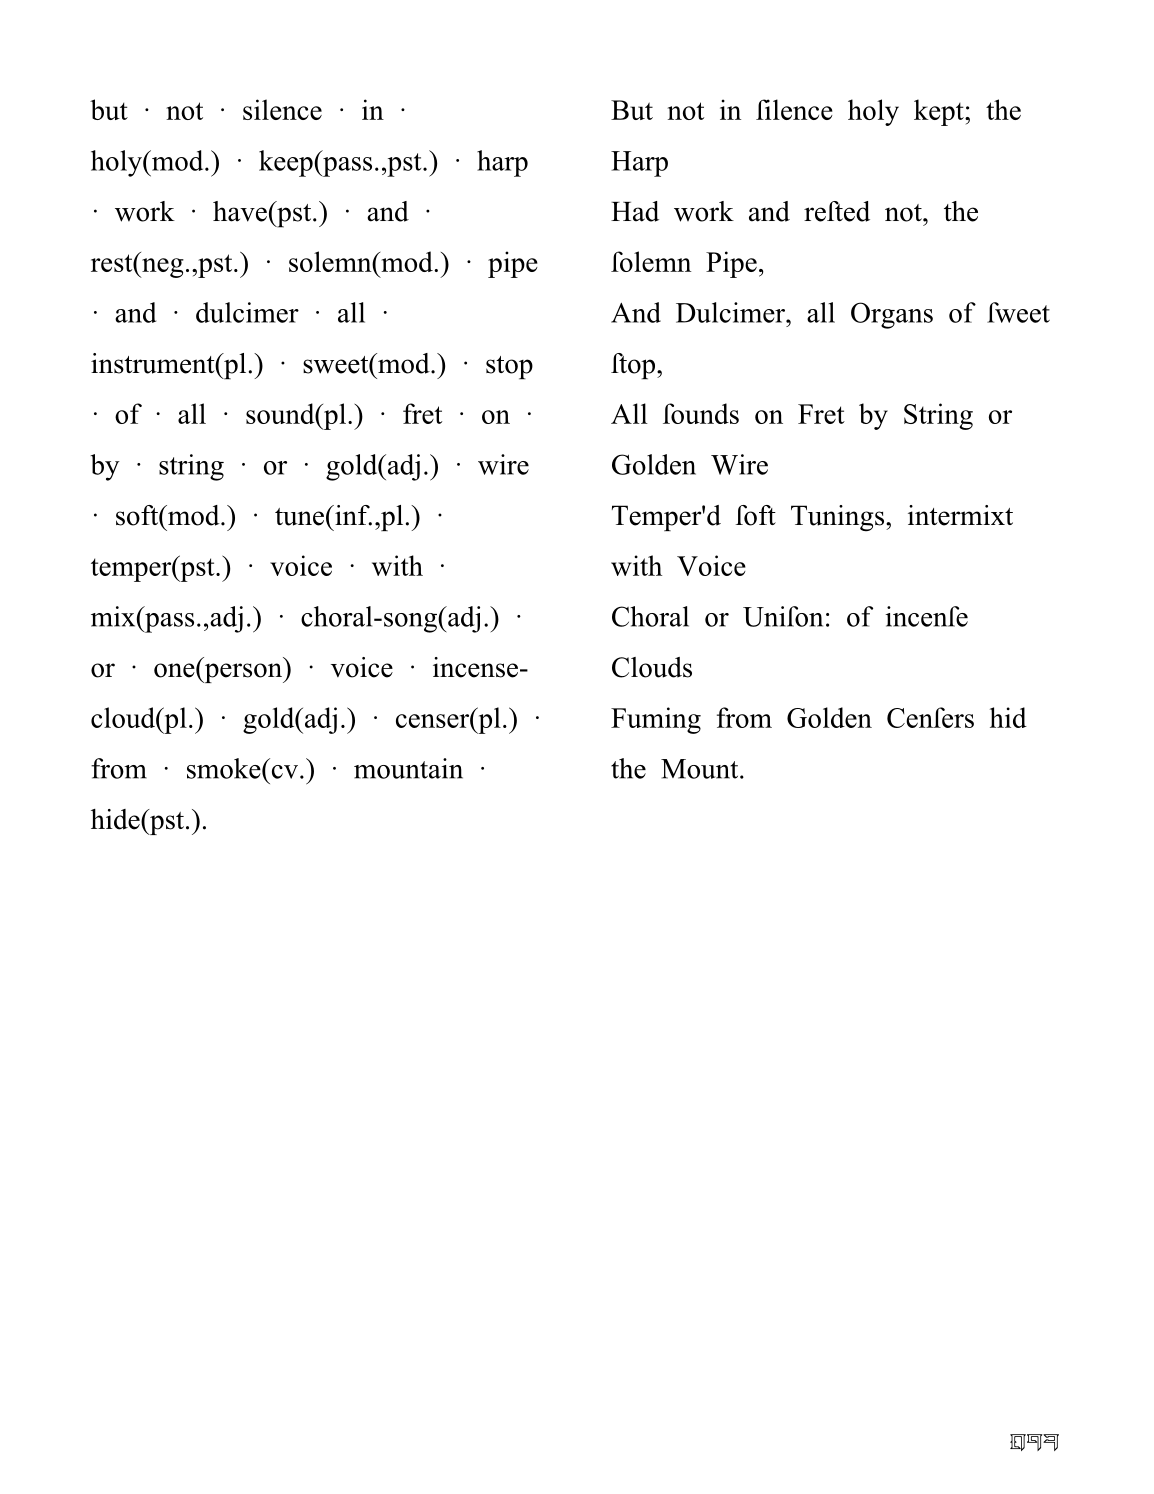 but · not · silence · in ·
holy(mod.) · keep(pass.,pst.) · harp
· work · have(pst.) · and ·
rest(neg.,pst.) · solemn(mod.) · pipe
· and · dulcimer · all ·
instrument(pl.) · sweet(mod.) · stop
· of · all · sound(pl.) · fret · on ·
by · string · or · gold(adj.) · wire
· soft(mod.) · tune(inf.,pl.) ·
temper(pst.) · voice · with ·
mix(pass.,adj.) · choral-song(adj.) ·
or · one(person) · voice · incense-
cloud(pl.) · gold(adj.) · censer(pl.) ·
from · smoke(cv.) · mountain ·
hide(pst.).
But not in ſilence holy kept; the
Harp
Had work and reſted not, the
ſolemn Pipe,
And Dulcimer, all Organs of ſweet
ſtop,
All ſounds on Fret by String or
Golden Wire
Temper'd ſoft Tunings, intermixt
with Voice
Choral or Uniſon: of incenſe
Clouds
Fuming from Golden Cenſers hid
the Mount.